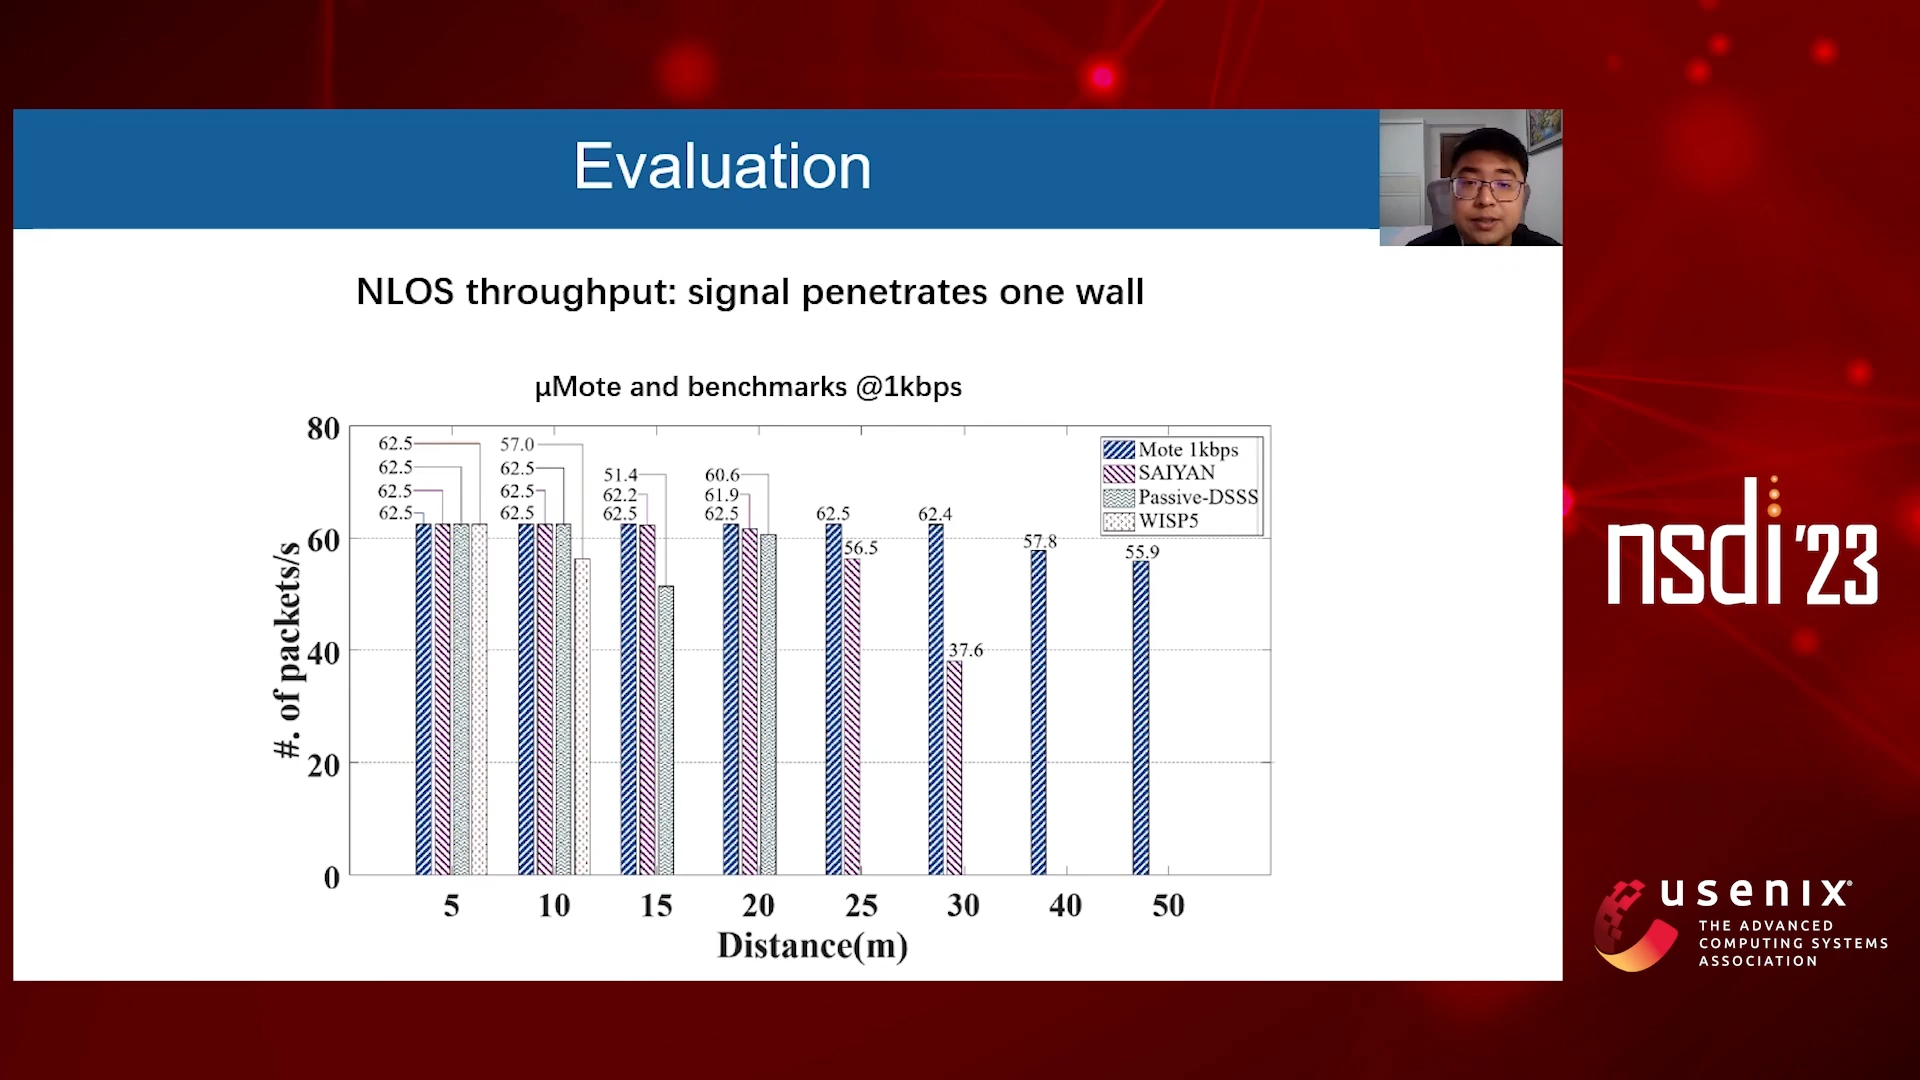 Evaluation
NLOS throughput: signal penetrates one wall
μMote and benchmarks @1kbps
80
60
40
20
0
#. of packets/s
62.5
62.5
62.5
62.5
57.0
62.5
62.5
62.5
51.4
62.2
62.5
60.6
61.9
62.5
62.5
56.5
62.4
37.6
57.8
55.9
Mote 1kbps
SAIYAN
Passive-DSSS
WISP5
5 10 15 20 25 30 40 50
Distance(m)
nsdi '23
usenix®
THE ADVANCED
COMPUTING SYSTEMS
ASSOCIATION